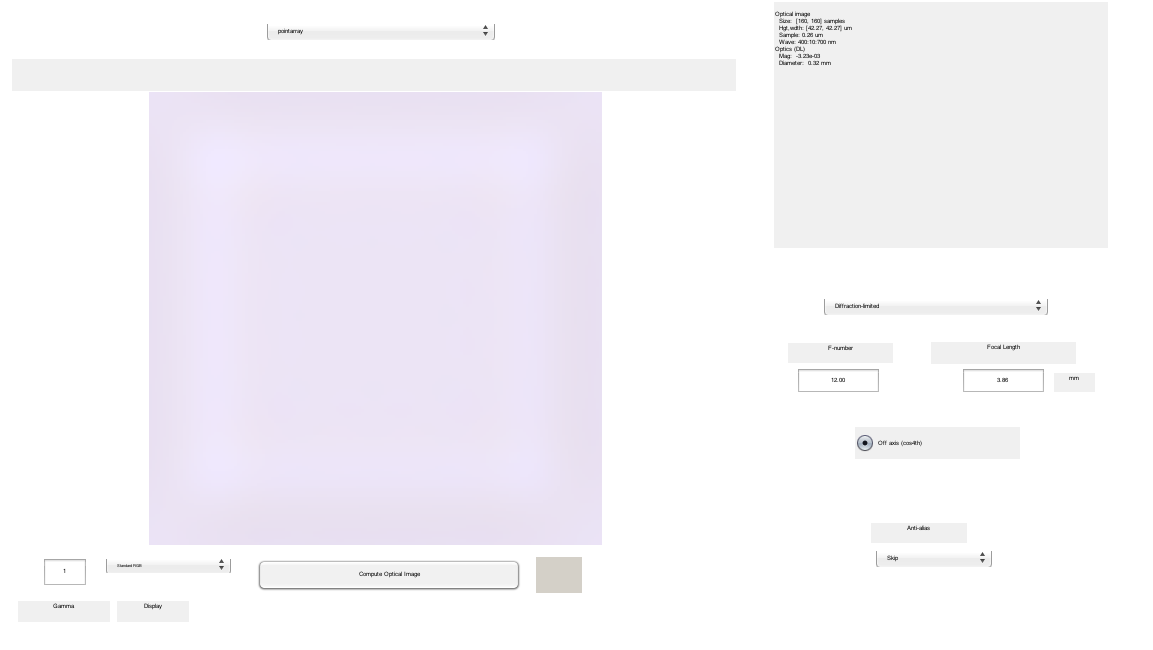 pointarray
Optical image
Size: [160, 160] samples
Hgt,wdth: [42.27, 42.27] um
Sample: 0.26 um
Wave: 400:10:700 nm
Optics (DL)
Mag: -3.23e-03
Diameter: 0.32 mm
Diffraction-limited
F-number
Focal Length
12.00
3.86
mm
Off axis (cos4th)
Anti-alias
Skip
1
Standard RGB
Compute Optical Image
Gamma
Display